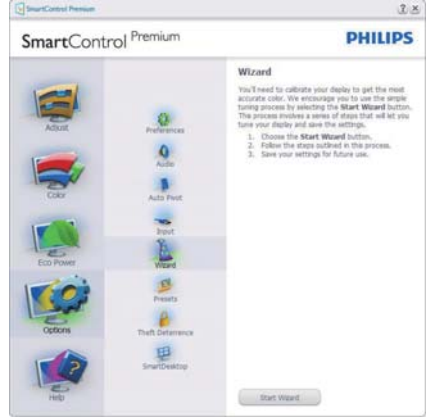 SmartControl Premium
SmartControl Premium
PHILIPS
Adjust
Color
Eco Power
Options
Help
Preferences
Audio
Auto Pivot
Input
Wizard
Presets
Theft Deterrence
SmartDesktop
Wizard
You'll need to calibrate your display to get the most
accurate color. We encourage you to use the simple
tuning process by selecting the Start Wizard button.
The process involves a series of steps that will let you
tune your display and save the settings.
1. Choose the Start Wizard button.
2. Follow the steps outlined in the process.
3. Save your settings for future use.
Start Wizard